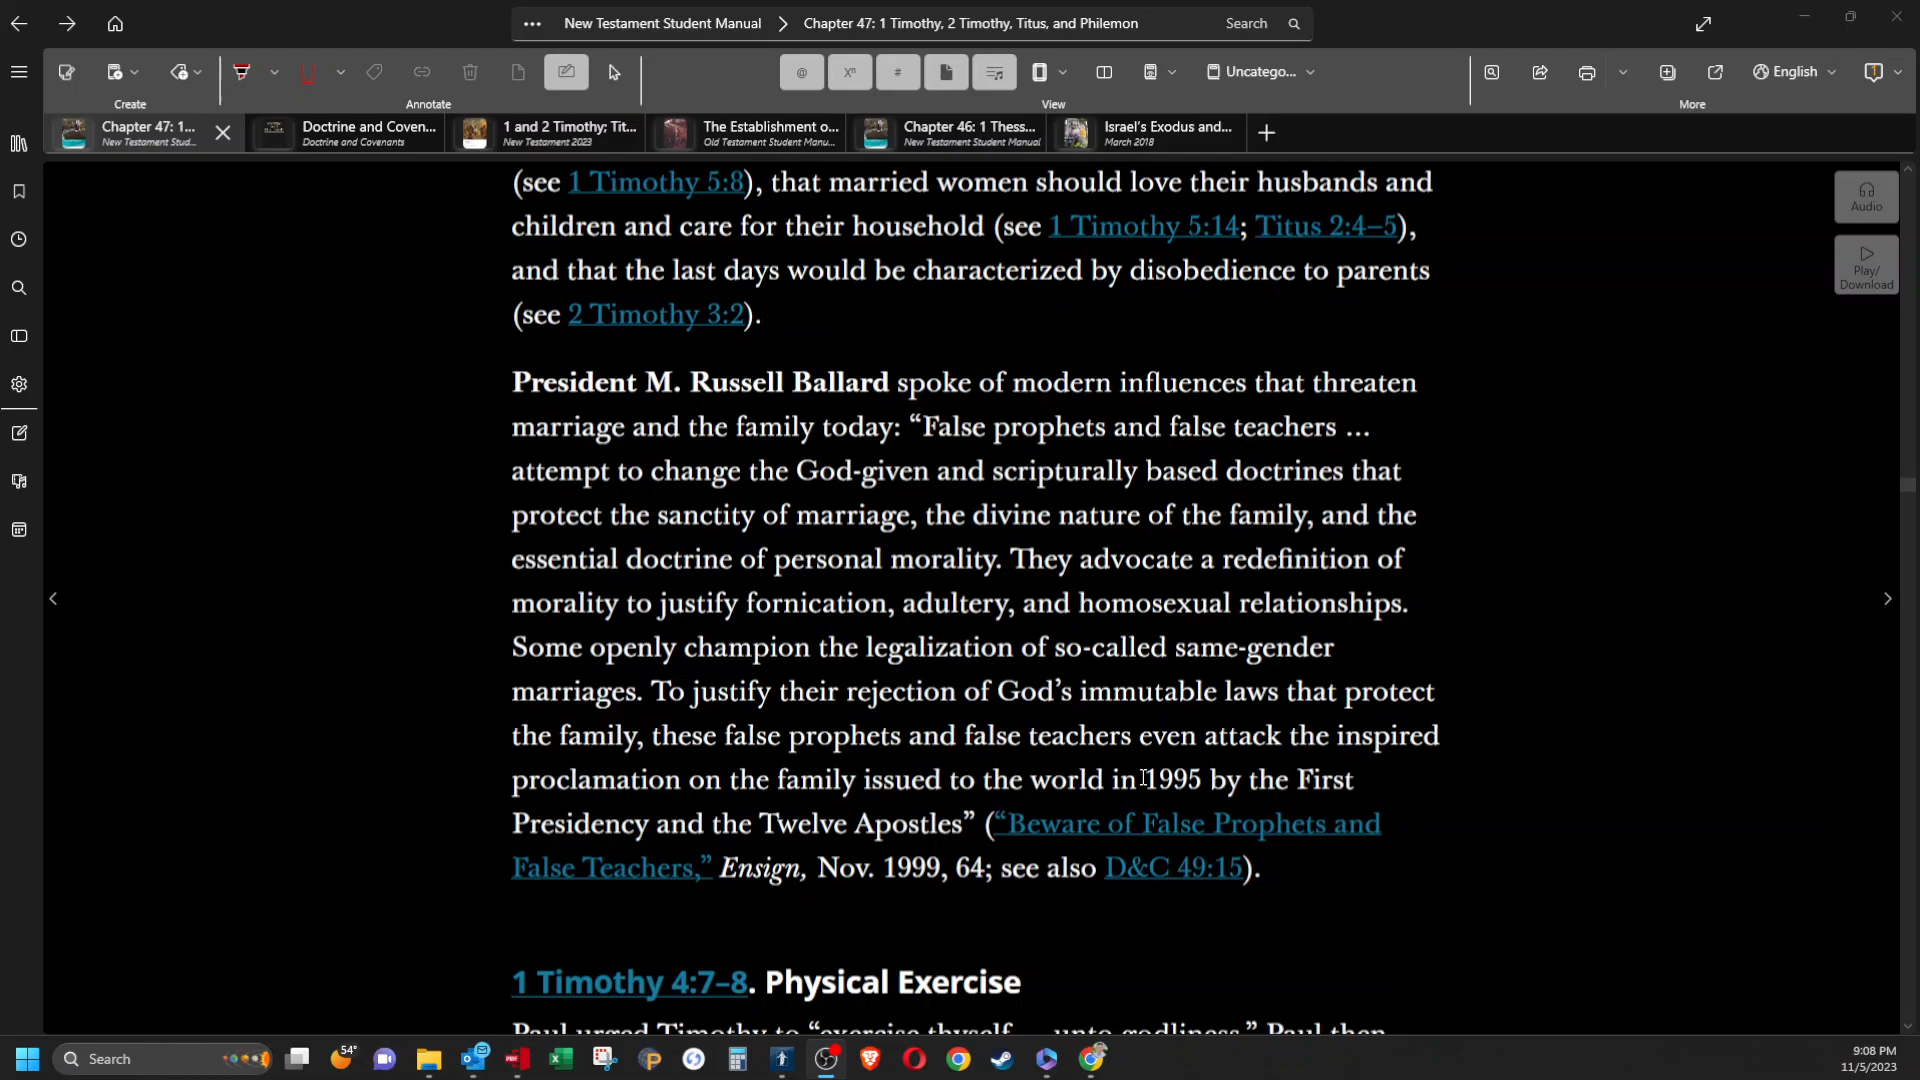 New Testament Student Manual > Chapter 47: 1 Timothy, 2 Timothy, Titus, and Philemon Search
Create Annotate View More
Uncatego...
English
Chapter 47: 1...
New Testament Stud...
Doctrine and Coven...
Doctrine and Covenants
1 and 2 Timothy; Tit...
New Testament 2023
The Establishment o...
Old Testament Student Manu...
Chapter 46: 1 Thess...
New Testament Student Manual
Israel's Exodus and...
March 2018
Audio
Play/
Download
(see 1 Timothy 5:8), that married women should love their husbands and
children and care for their household (see 1 Timothy 5:14; Titus 2:4–5),
and that the last days would be characterized by disobedience to parents
(see 2 Timothy 3:2).
President M. Russell Ballard spoke of modern influences that threaten
marriage and the family today: “False prophets and false teachers …
attempt to change the God-given and scripturally based doctrines that
protect the sanctity of marriage, the divine nature of the family, and the
essential doctrine of personal morality. They advocate a redefinition of
morality to justify fornication, adultery, and homosexual relationships.
Some openly champion the legalization of so-called same-gender
marriages. To justify their rejection of God’s immutable laws that protect
the family, these false prophets and false teachers even attack the inspired
proclamation on the family issued to the world in 1995 by the First
Presidency and the Twelve Apostles” (“Beware of False Prophets and
False Teachers,” Ensign, Nov. 1999, 64; see also D&C 49:15).
1 Timothy 4:7–8. Physical Exercise
Paul urged Timothy to “exercise thyself … unto godliness.” Paul then
Search
54°
9:08 PM
11/5/2023